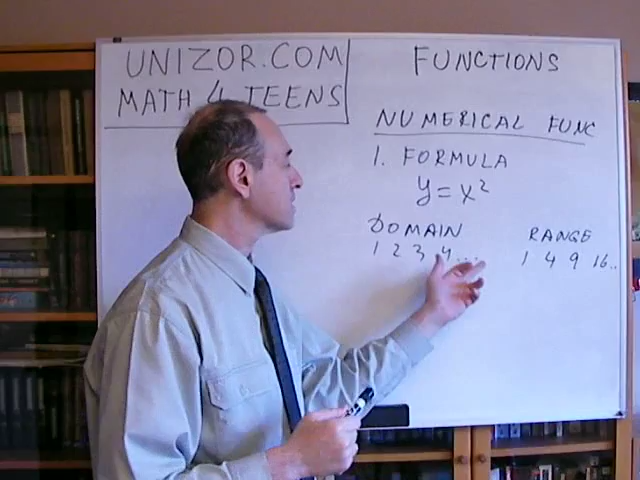 UNIZOR.COM
MATH 4 TEENS
FUNCTIONS
NUMERICAL FUNC
1. FORMULA
y = x²
DOMAIN
1 2 3 4 ...
RANGE
1 4 9 16..